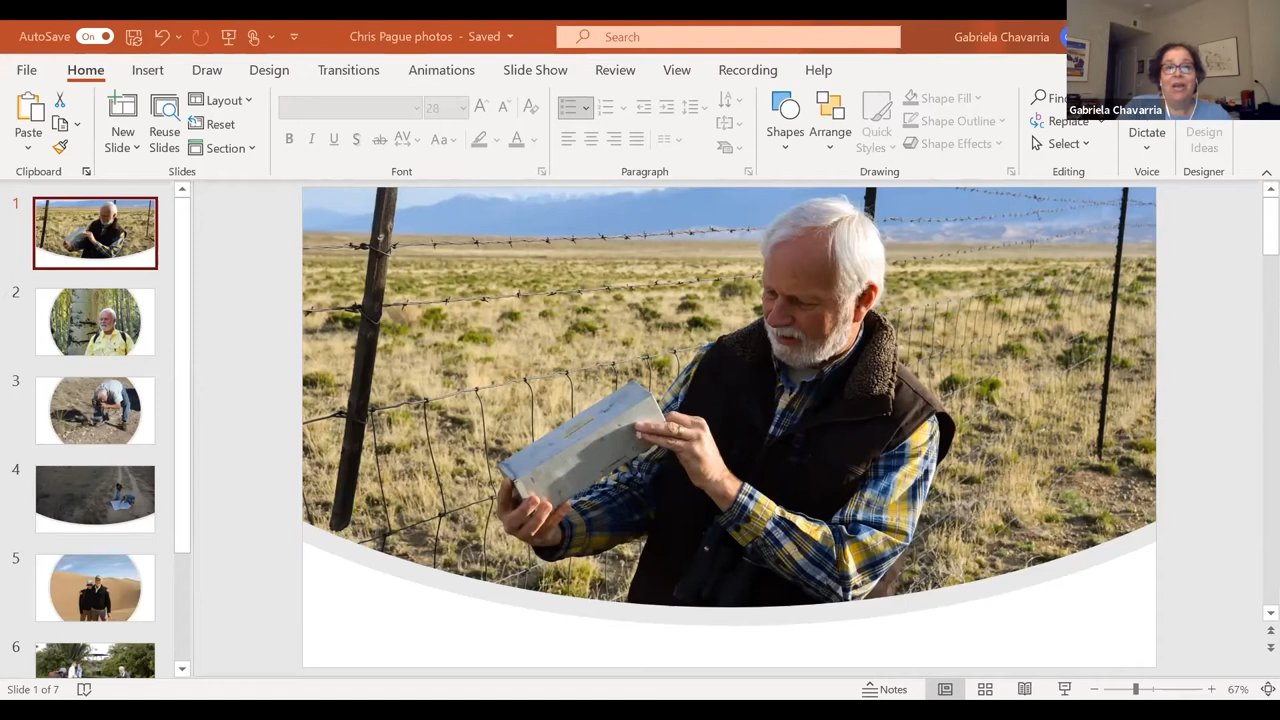 AutoSave On
Chris Pague photos - Saved
Search
Gabriela Chavarria
File Home Insert Draw Design Transitions Animations Slide Show Review View Recording Help
Gabriela Chavarria
Paste
Clipboard
New Slide
Reuse Slides
Layout
Reset
Section
Slides
28
B I U S ab AV Aa A
Font
Paragraph
Shapes
Arrange
Quick Styles
Shape Fill
Shape Outline
Shape Effects
Drawing
Replace
Select
Editing
Dictate
Voice
Design Ideas
Designer
1
2
3
4
5
6
Slide 1 of 7
Notes
67%